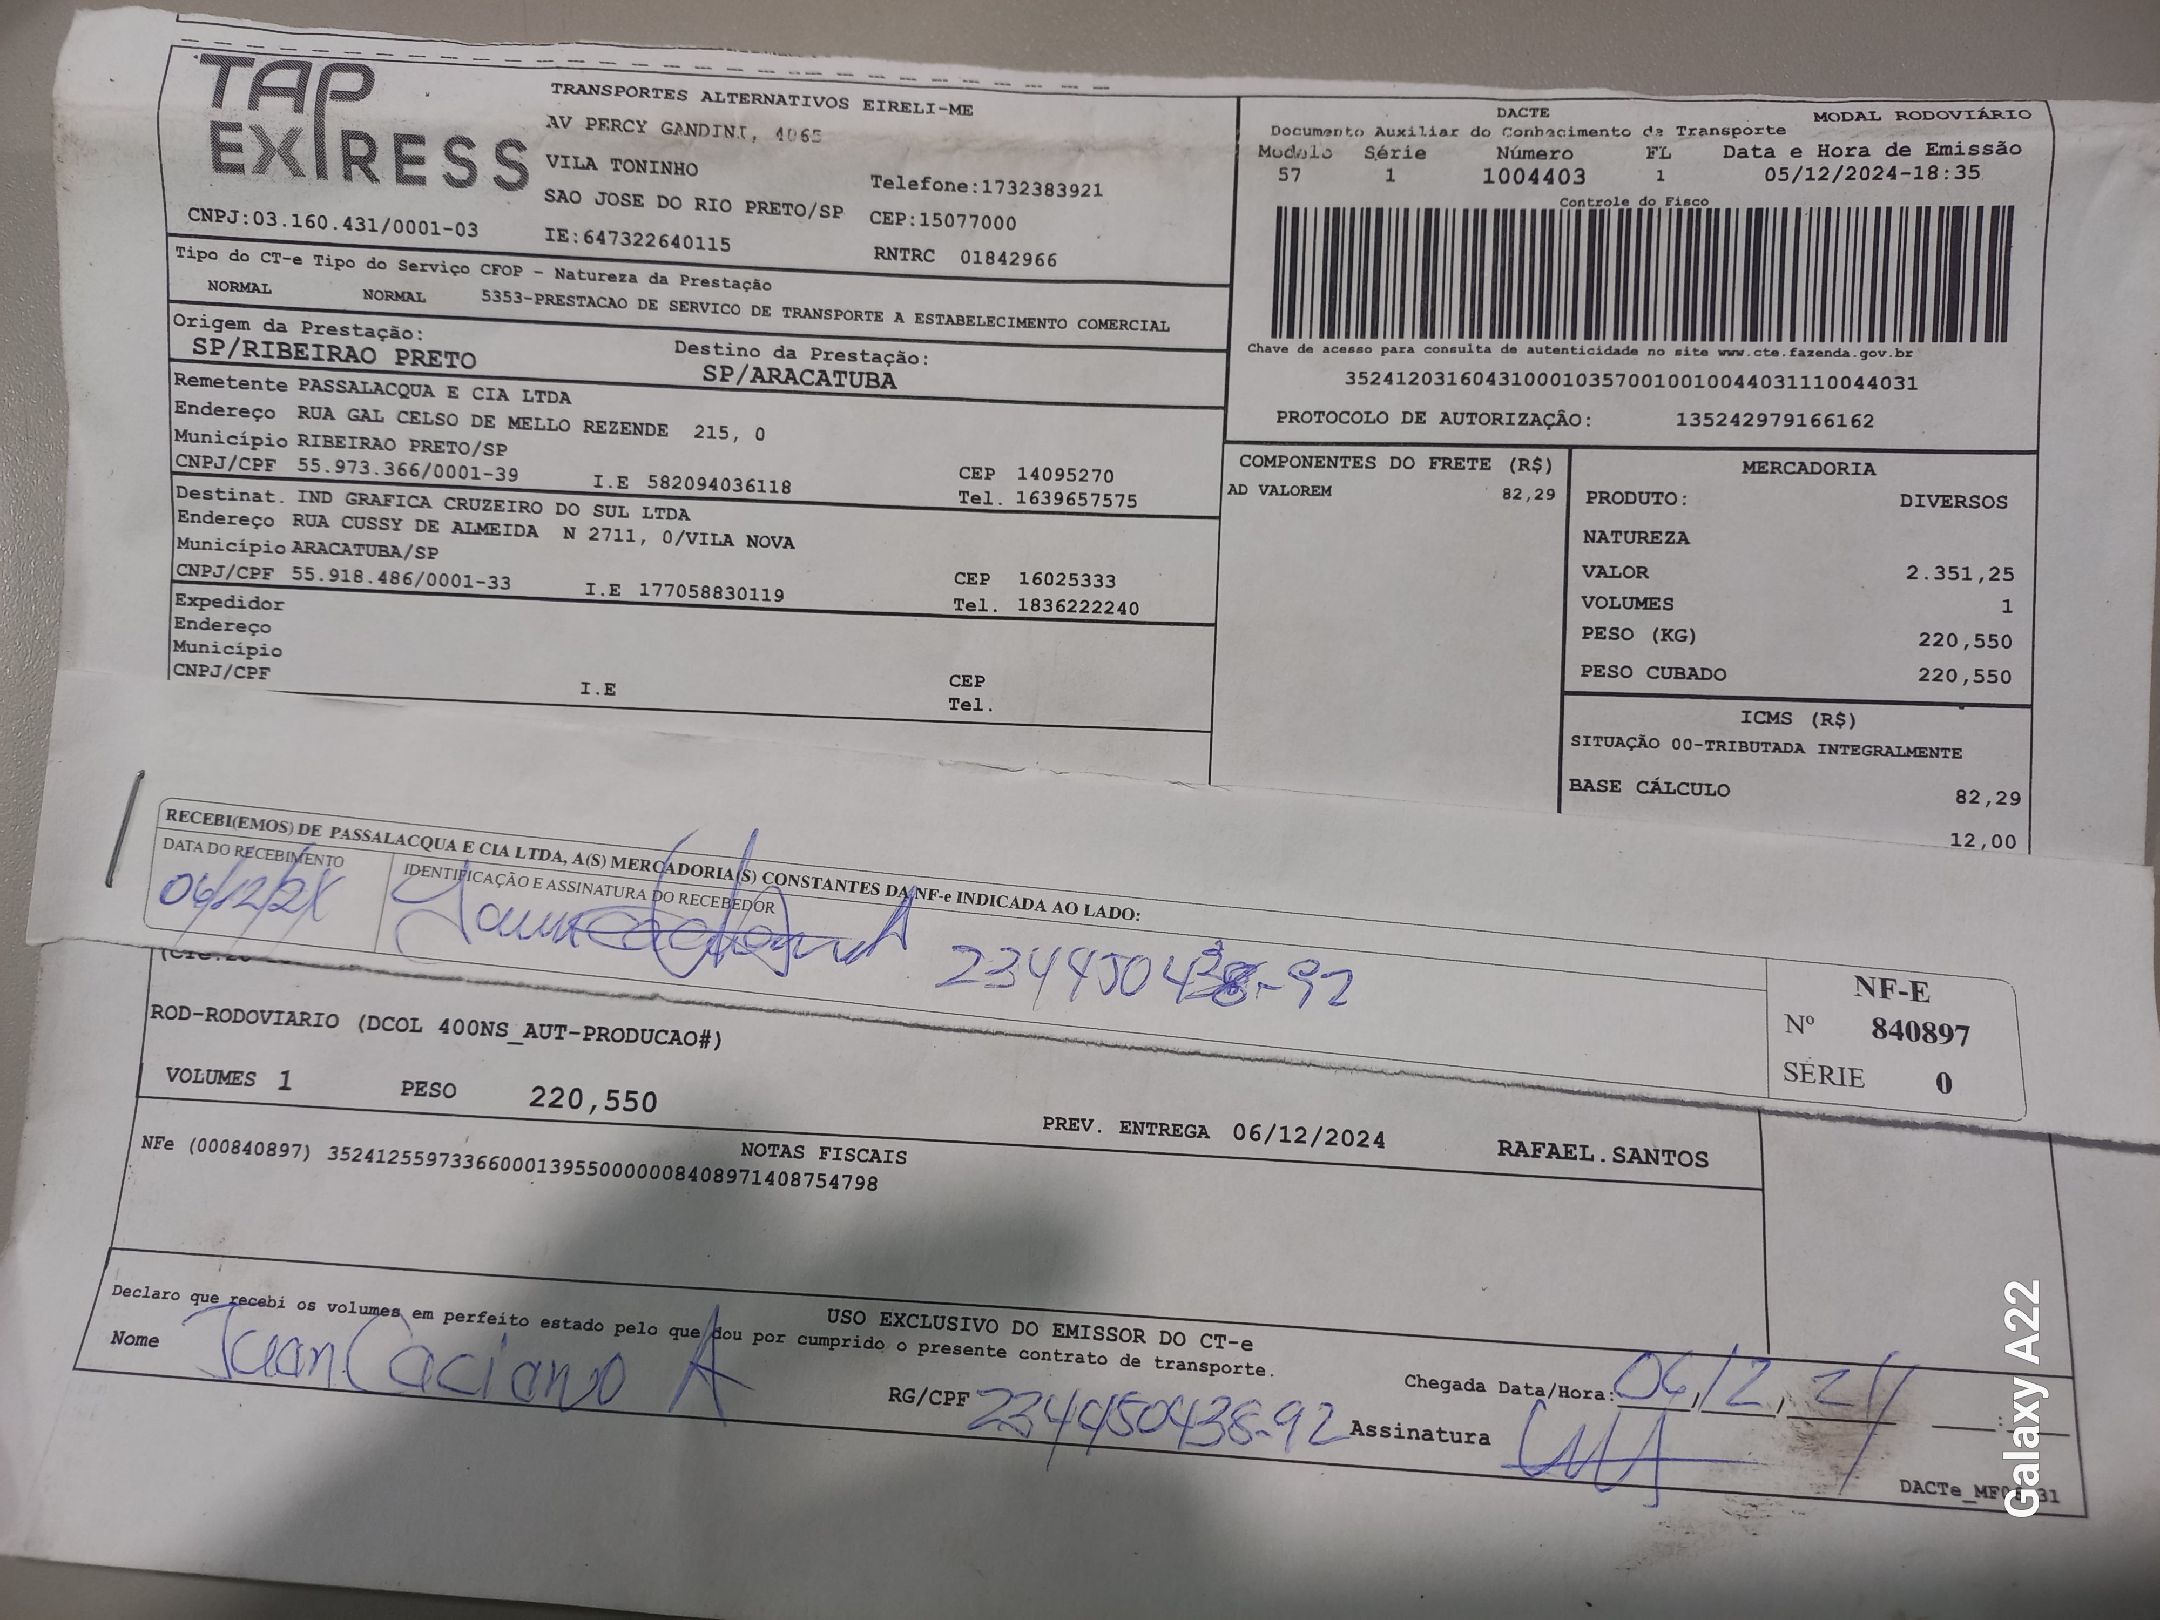 TAP EXPRESS
TRANSPORTES ALTERNATIVOS EIRELI-ME
AV PERCY GANDINI, 4065
VILA TONINHO
Telefone:1732383921
SAO JOSE DO RIO PRETO/SP CEP:15077000
CNPJ:03.160.431/0001-03 IE:647322640115 RNTRC 01842966
DACTE MODAL RODOVIÁRIO
Documento Auxiliar do Conhecimento de Transporte
Modelo Série Número FL Data e Hora de Emissão
57 1 1004403 1 05/12/2024-18:35
Controle do Fisco
Chave de acesso para consulta de autenticidade no site www.cte.fazenda.gov.br
35241203160431000103570010010044031110044031
PROTOCOLO DE AUTORIZAÇÃO: 135242979166162
Tipo do CT-e Tipo do Serviço CFOP - Natureza da Prestação
NORMAL NORMAL 5353-PRESTACAO DE SERVICO DE TRANSPORTE A ESTABELECIMENTO COMERCIAL
Origem da Prestação: Destino da Prestação:
SP/RIBEIRAO PRETO SP/ARACATUBA
Remetente PASSALACQUA E CIA LTDA
Endereço RUA GAL CELSO DE MELLO REZENDE 215, 0
Município RIBEIRAO PRETO/SP CEP 14095270
CNPJ/CPF 55.973.366/0001-39 I.E 582094036118 Tel. 1639657575
Destinat. IND GRAFICA CRUZEIRO DO SUL LTDA
Endereço RUA CUSSY DE ALMEIDA N 2711, 0/VILA NOVA
Município ARACATUBA/SP CEP 16025333
CNPJ/CPF 55.918.486/0001-33 I.E 177058830119 Tel. 1836222240
Expedidor
Endereço
Município CEP
CNPJ/CPF I.E Tel.
COMPONENTES DO FRETE (R$)
AD VALOREM 82,29
MERCADORIA
PRODUTO: DIVERSOS
NATUREZA
VALOR 2.351,25
VOLUMES 1
PESO (KG) 220,550
PESO CUBADO 220,550
ICMS (R$)
SITUAÇÃO 00-TRIBUTADA INTEGRALMENTE
BASE CÁLCULO 82,29
12,00
RECEBI(EMOS) DE PASSALACQUA E CIA LTDA, A(S) MERCADORIA(S) CONSTANTES DA NF-e INDICADA AO LADO:
DATA DO RECEBIMENTO IDENTIFICAÇÃO E ASSINATURA DO RECEBEDOR
06/12/24
NF-E
Nº 840897
SÉRIE 0
ROD-RODOVIARIO (DCOL 400NS_AUT-PRODUCAO#)
VOLUMES 1 PESO 220,550 PREV. ENTREGA 06/12/2024 RAFAEL.SANTOS
NOTAS FISCAIS
NFe (000840897) 35241255973366000139550000008408971408754798
USO EXCLUSIVO DO EMISSOR DO CT-e
Declaro que recebi os volumes em perfeito estado pelo que dou por cumprido o presente contrato de transporte.
Nome Juan Caciano A RG/CPF 234450438-92 Chegada Data/Hora: 06/12/24
Assinatura
Galaxy A22